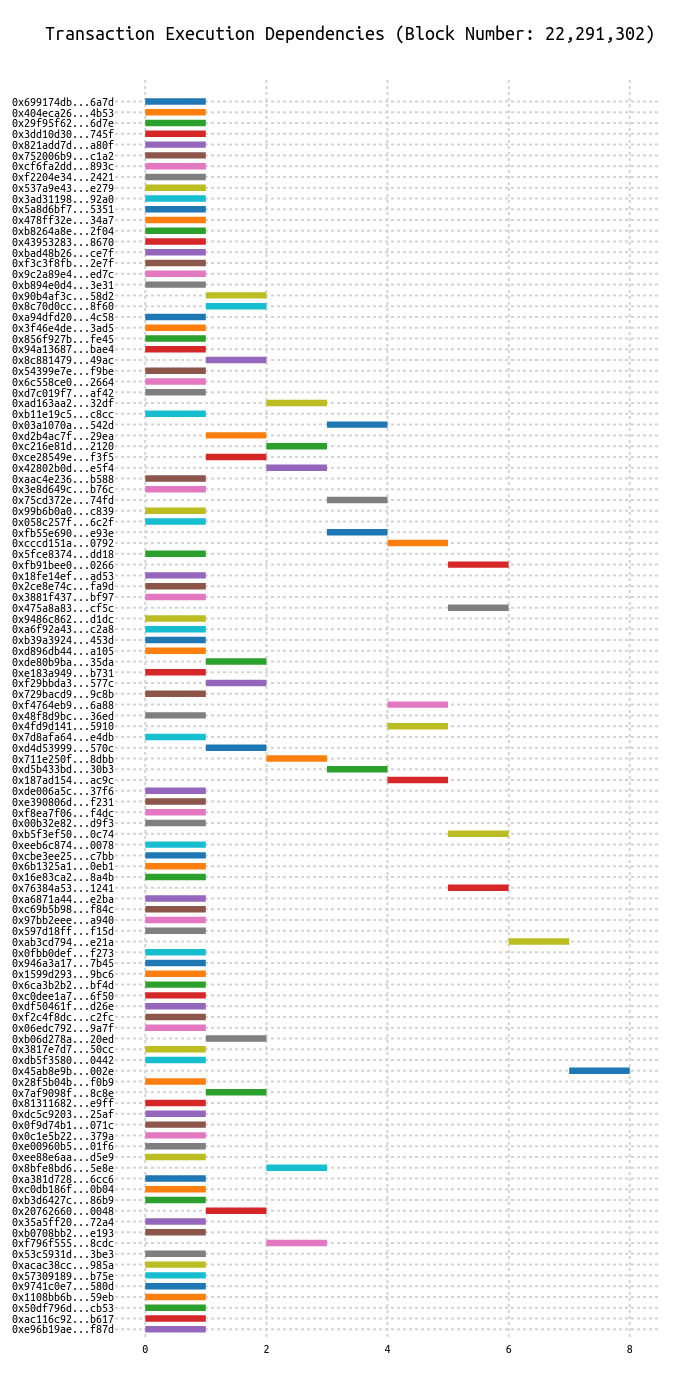 Transaction Execution Dependencies (Block Number: 22,291,302)
0x699174db...6a7d
0x404eca26...4b53
0x29f95f62...6d7e
0x3dd10d30...745f
0x821add7d...a80f
0x752006b9...c1a2
0xcf6fa2dd...893c
0xf2204e34...2421
0x537a9e43...e279
0x3ad31198...92a0
0x5a8d6bf7...5351
0x478ff32e...34a7
0xb8264a8e...2f04
0x43953283...8670
0xbad48b26...ce7f
0xf3c3f8fb...2e7f
0x9c2a89e4...ed7c
0xb894e0d4...3e31
0x90b4af3c...58d2
0x8c70d0cc...8f60
0xa94dfd20...4c58
0x3f46e4de...3ad5
0x856f927b...fe45
0x94a13687...bae4
0x8c881479...49ac
0x54399e7e...f9be
0x6c558ce0...2664
0xd7c019f7...af42
0xad163aa2...32df
0xb11e19c5...c8cc
0x03a1070a...542d
0xd2b4ac7f...29ea
0xc216e81d...2120
0xce28549e...f3f5
0x42802b0d...e5f4
0xaac4e236...b588
0x3e8d649c...b76c
0x75cd372e...74fd
0x99b6b0a0...c839
0x058c257f...6c2f
0xfb55e690...e93e
0xcccd151a...0792
0x5fce8374...dd18
0xfb91bee0...0266
0x18fe14ef...ad53
0x2ce8e74c...fa9d
0x3881f437...bf97
0x475a8a83...cf5c
0x9486c862...d1dc
0xa6f92a43...c2a8
0xb39a3924...453d
0xd896db44...a105
0xde80b9ba...35da
0xe183a949...b731
0xf29bbda3...577c
0x729bacd9...9c8b
0xf4764eb9...6a88
0x48f8d9bc...36ed
0x4fd9d141...5910
0x7d8afa64...e4db
0xd4d53999...570c
0x711e250f...8dbb
0xd5b433bd...30b3
0x187ad154...ac9c
0xde006a5c...37f6
0xe390806d...f231
0xf8ea7f06...f4dc
0x00b32e82...d9f3
0xb5f3ef50...0c74
0xeeb6c874...0078
0xcbe3ee25...c7bb
0x6b1325a1...0eb1
0x16e83ca2...8a4b
0x76384a53...1241
0xa6871a44...e2ba
0xc69b5b98...f84c
0x97bb2eee...a940
0x597d18ff...f15d
0xab3cd794...e21a
0x0fbb0def...f273
0x946a3a17...7b45
0x1599d293...9bc6
0x6ca3b2b2...bf4d
0xc0dee1a7...6f50
0xdf50461f...d26e
0xf2c4f8dc...c2fc
0x06edc792...9a7f
0xb06d278a...20ed
0x3817e7d7...50cc
0xdb5f3580...0442
0x45ab8e9b...002e
0x28f5b04b...f0b9
0x7af9098f...8c8e
0x81311682...e9ff
0xdc5c9203...25af
0x0f9d74b1...071c
0x0c1e5b22...379a
0xe00960b5...01f6
0xee88e6aa...d5e9
0x8bfe8bd6...5e8e
0xa381d728...6cc6
0xc0db186f...0b04
0xb3d6427c...86b9
0x20762660...0048
0x35a5ff20...72a4
0xb0708bb2...e193
0xf796f555...8cdc
0x53c5931d...3be3
0xacac38cc...985a
0x57309189...b75e
0x9741c0e7...580d
0x1108bb6b...59eb
0x50df796d...cb53
0xac116c92...b617
0xe96b19ae...f87d
0 2 4 6 8